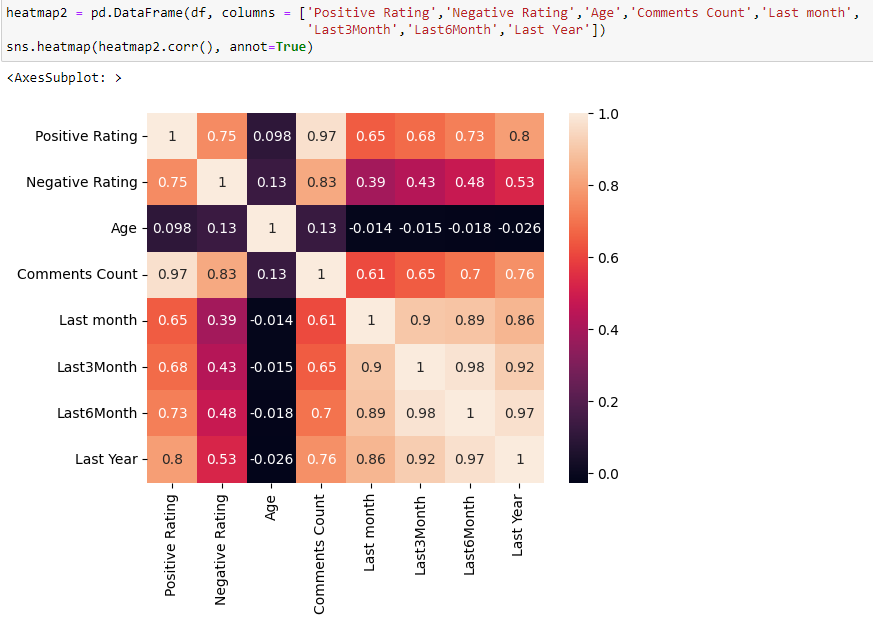 heatmap2 = pd.DataFrame(df, columns = ['Positive Rating','Negative Rating','Age','Comments Count','Last month',
'Last3Month','Last6Month','Last Year'])
sns.heatmap(heatmap2.corr(), annot=True)
<AxesSubplot: >
Positive Rating 1 0.75 0.098 0.97 0.65 0.68 0.73 0.8
Negative Rating 0.75 1 0.13 0.83 0.39 0.43 0.48 0.53
Age 0.098 0.13 1 0.13 -0.014 -0.015 -0.018 -0.026
Comments Count 0.97 0.83 0.13 1 0.61 0.65 0.7 0.76
Last month 0.65 0.39 -0.014 0.61 1 0.9 0.89 0.86
Last3Month 0.68 0.43 -0.015 0.65 0.9 1 0.98 0.92
Last6Month 0.73 0.48 -0.018 0.7 0.89 0.98 1 0.97
Last Year 0.8 0.53 -0.026 0.76 0.86 0.92 0.97 1
Positive Rating
Negative Rating
Age
Comments Count
Last month
Last3Month
Last6Month
Last Year
1.0
0.8
0.6
0.4
0.2
0.0